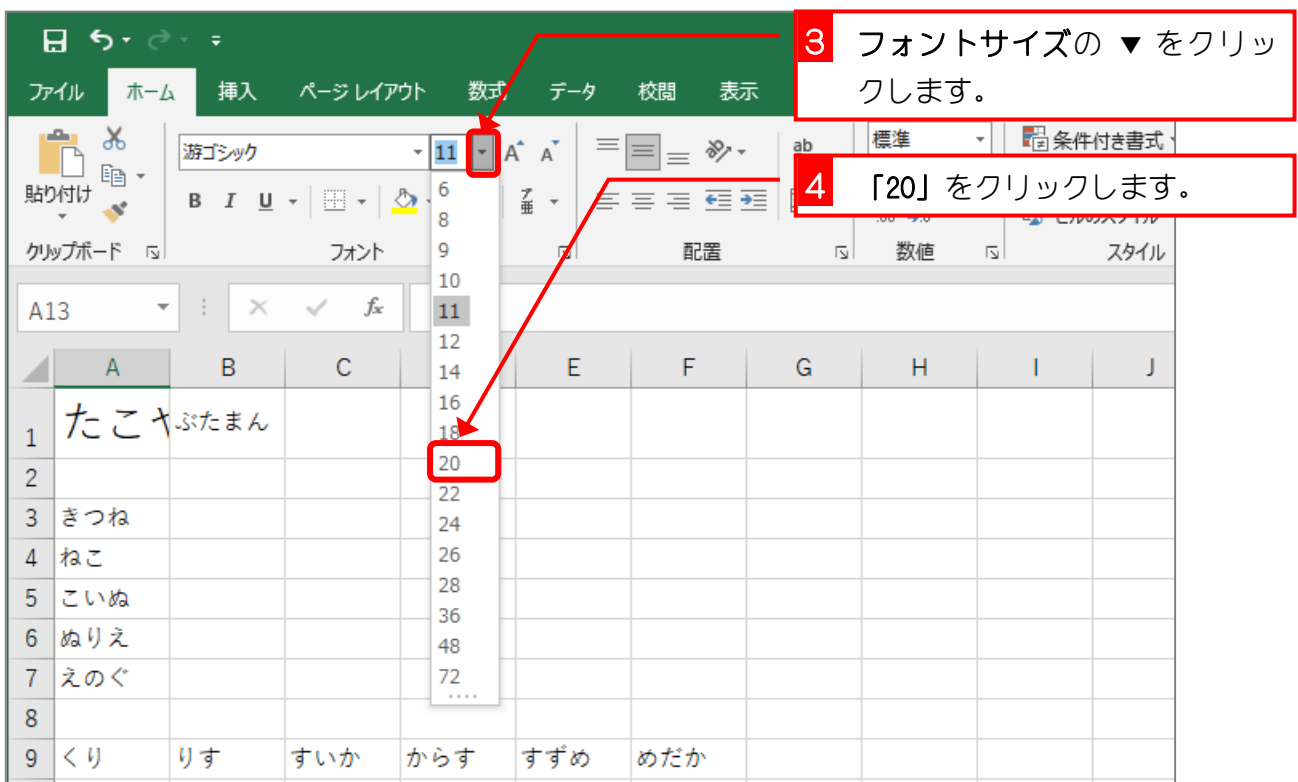 3 フォントサイズの ▼ をクリッ
クします。
ファイル ホーム 挿入 ページ レイアウト 数式 データ 校閲 表示
游ゴシック 11 A A ab 標準 条件付き書式
4 「20」をクリックします。
貼り付け B I U
クリップボード フォント 配置 数値 スタイル
6
8
9
10
11
12
14
16
18
20
22
24
26
28
36
48
72
A13 fx
A B C E F G H I J
1 たこや ぶたまん
2
3 きつね
4 ねこ
5 こいぬ
6 ぬりえ
7 えのぐ
8
9 くり りす すいか からす すずめ めだか